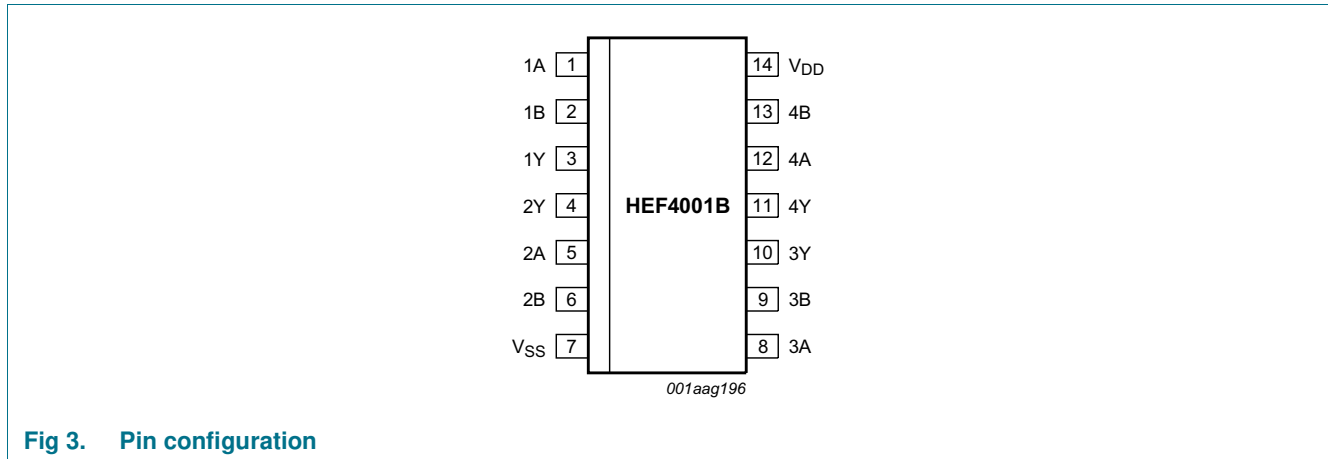 1A 1 14 VDD
1B 2 13 4B
1Y 3 12 4A
2Y 4 HEF4001B 11 4Y
2A 5 10 3Y
2B 6 9 3B
VSS 7 8 3A
001aag196
Fig 3. Pin configuration